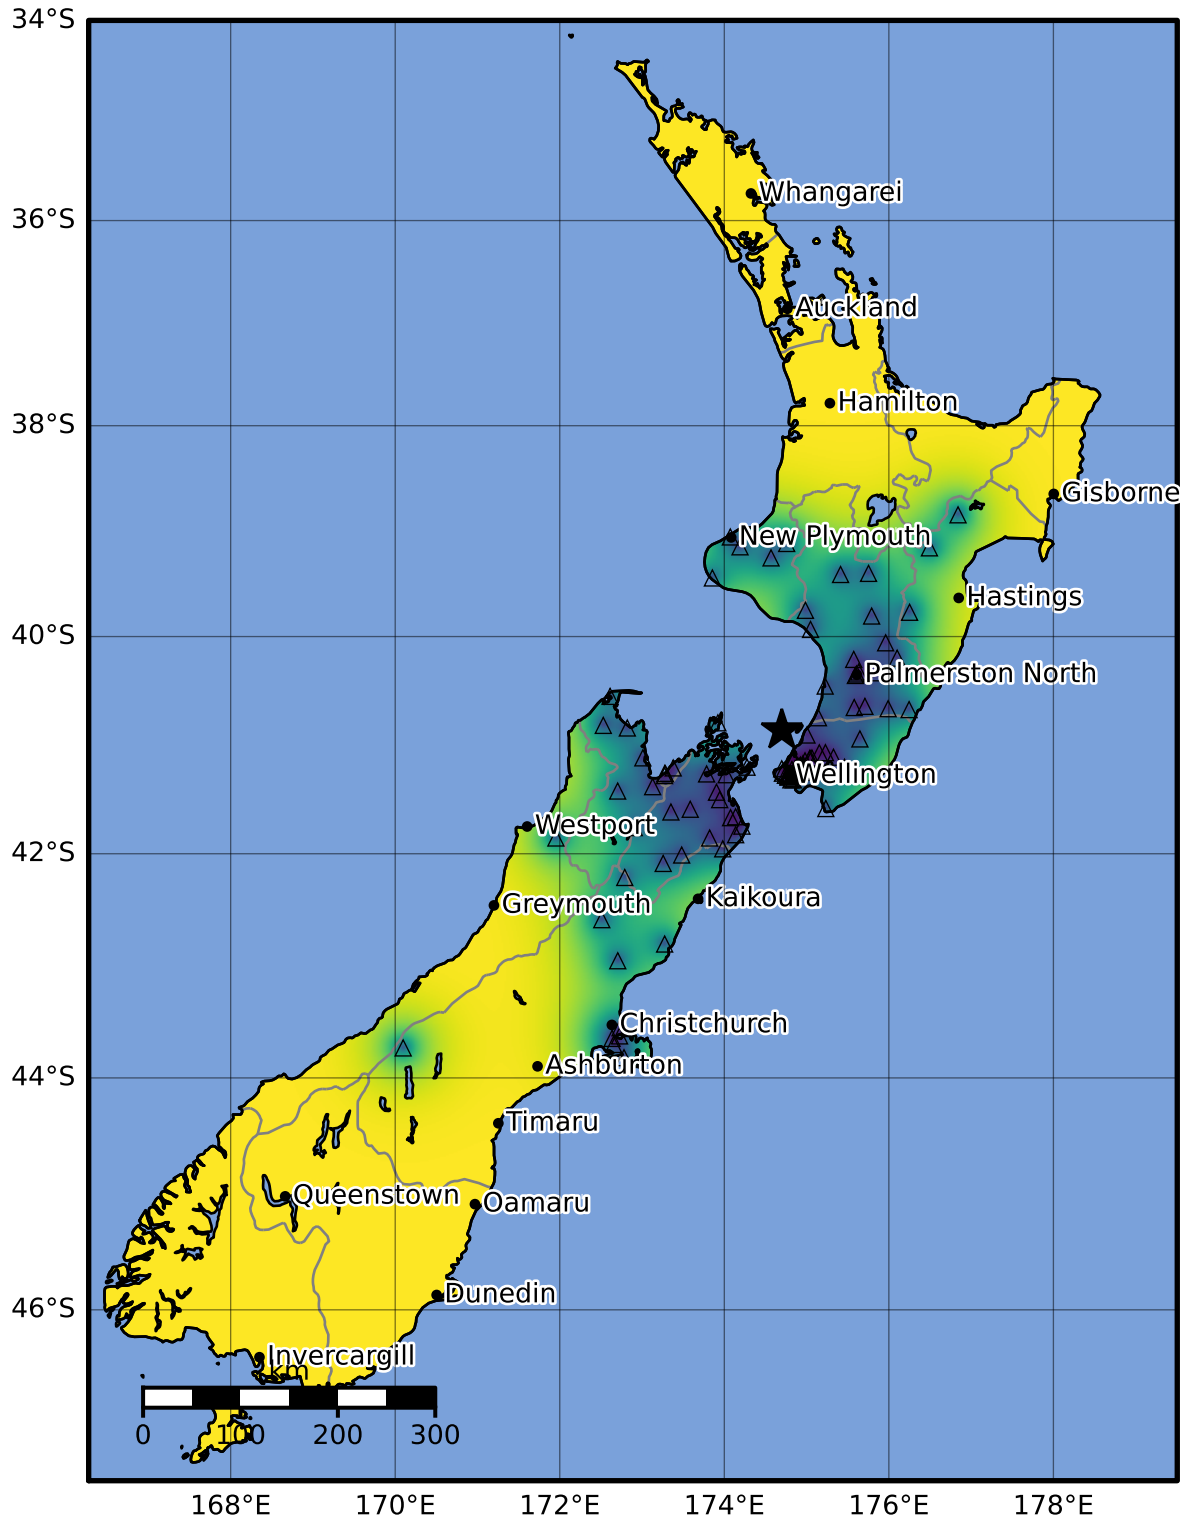 34°S
Whangarei
36°S
Auckland
Hamilton
38°S
Gisborne
New Plymouth
Hastings
40°S
Palmerston North
Wellington
Westport
42°S
Kaikoura
Greymouth
Christchurch
Ashburton
44°S
Timaru
Queenstown
Oamaru
Dunedin
46°S
Invercargill
km
0 100 200 300
168°E 170°E 172°E 174°E 176°E 178°E